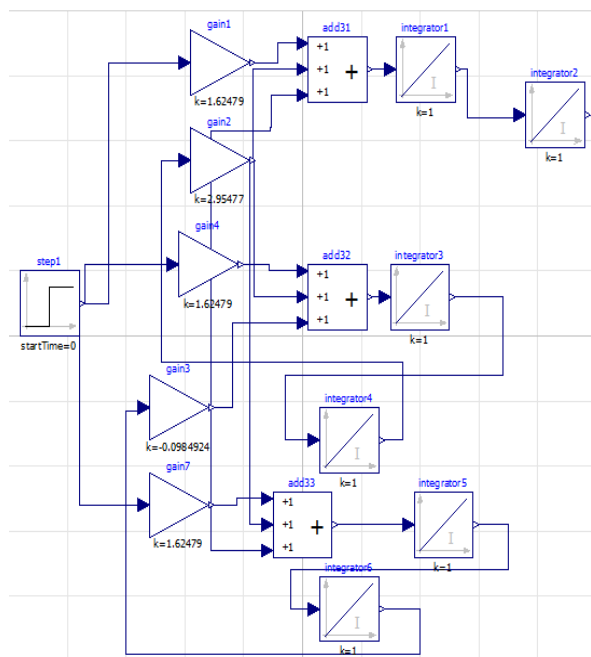 gain1
add31
integrator1
+1
+1
+1
+
I
k=1.62479
k=1
integrator2
I
k=1
gain2
k=2.95477
gain4
k=1.62479
step1
startTime=0
add32
+1
+1
+1
+
integrator3
I
k=1
gain3
k=-0.0984924
integrator4
I
k=1
gain7
k=1.62479
add33
+1
+1
+1
+
integrator5
I
k=1
integrator6
I
k=1